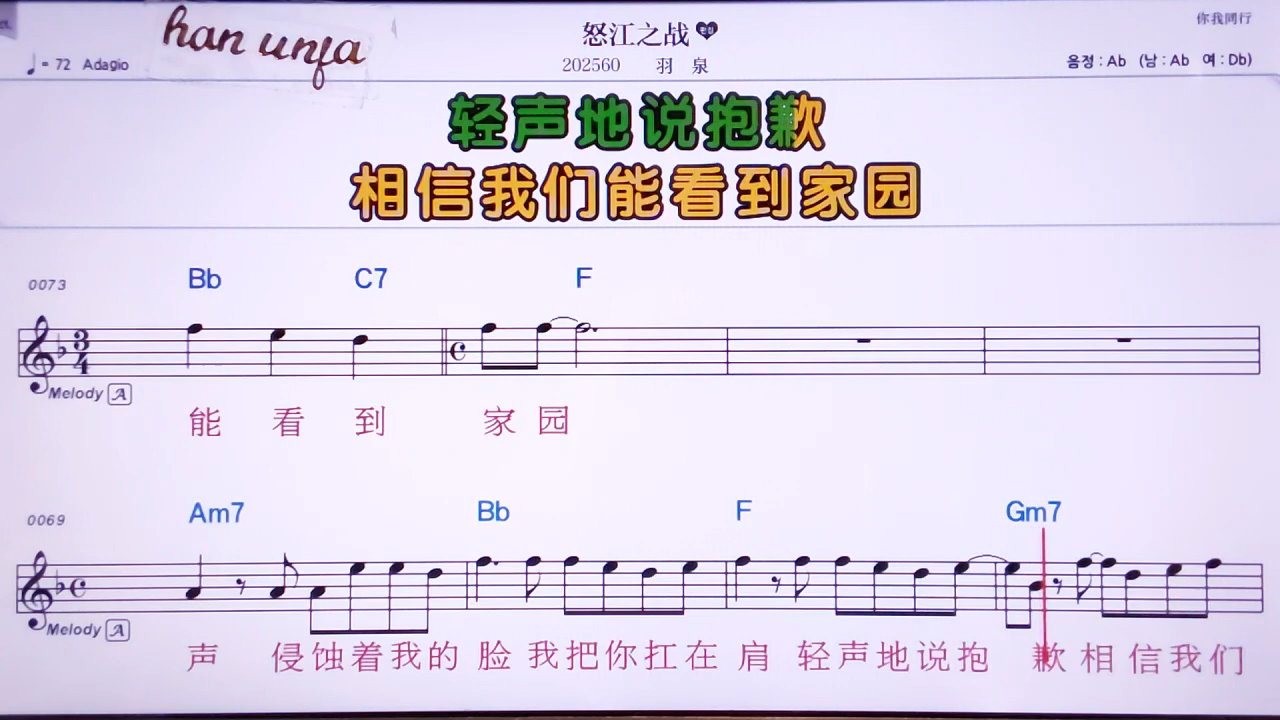 怒江之战
你我同行
han unfa
♩= 72 Adagio
202560 羽 泉
음정 : Ab (남 : Ab 여 : Db)
轻声地说抱歉
相信我们能看到家园
0073
Bb C7 F
3
4
Melody A
能 看 到 家 园
0069
Am7 Bb F Gm7
Melody A
声 侵蚀着我的 脸 我把你扛在 肩 轻声地说抱 歉 相 信我们